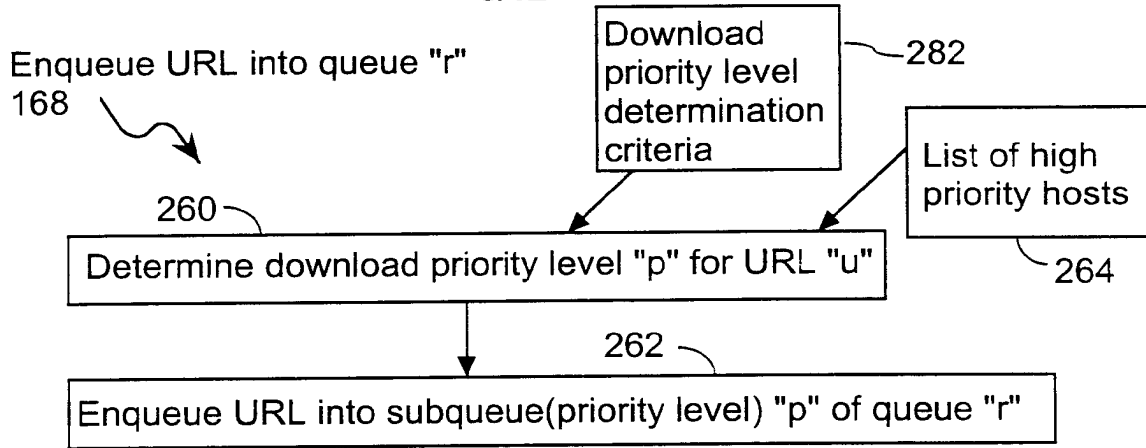 Enqueue URL into queue "r"
168
Download
priority level
determination
criteria
282
List of high
priority hosts
264
260
Determine download priority level "p" for URL "u"
262
Enqueue URL into subqueue(priority level) "p" of queue "r"